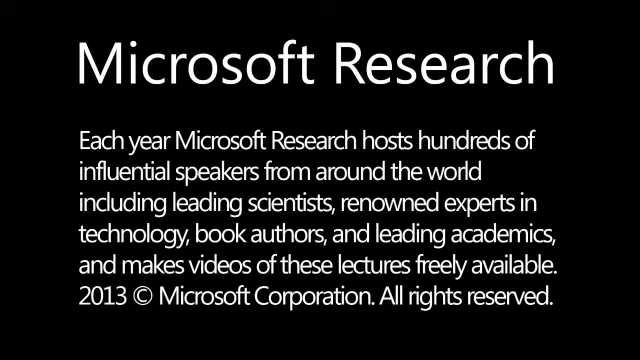 Microsoft Research
Each year Microsoft Research hosts hundreds of
influential speakers from around the world
including leading scientists, renowned experts in
technology, book authors, and leading academics,
and makes videos of these lectures freely available.
2013 © Microsoft Corporation. All rights reserved.